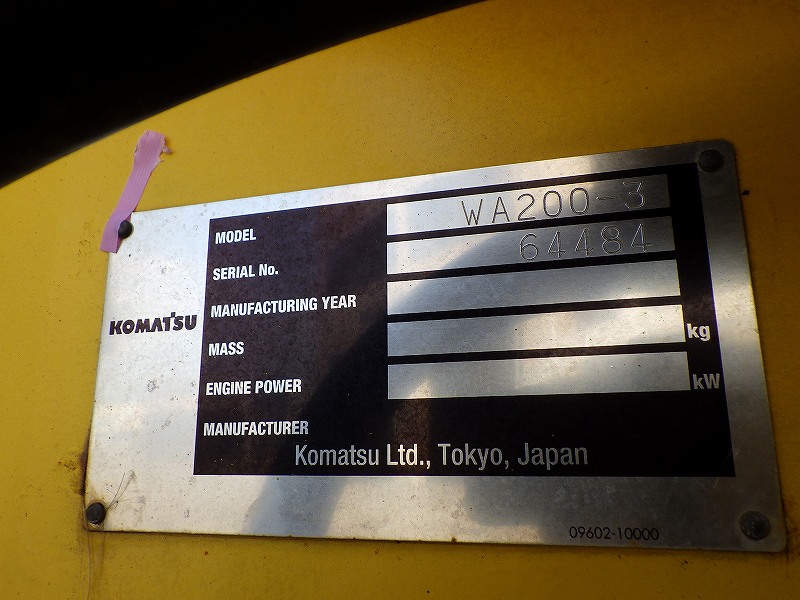 MODEL WA200-3
SERIAL No. 64484
MANUFACTURING YEAR
KOMATSU
MASS kg
ENGINE POWER kW
MANUFACTURER
Komatsu Ltd., Tokyo, Japan
09602-10000